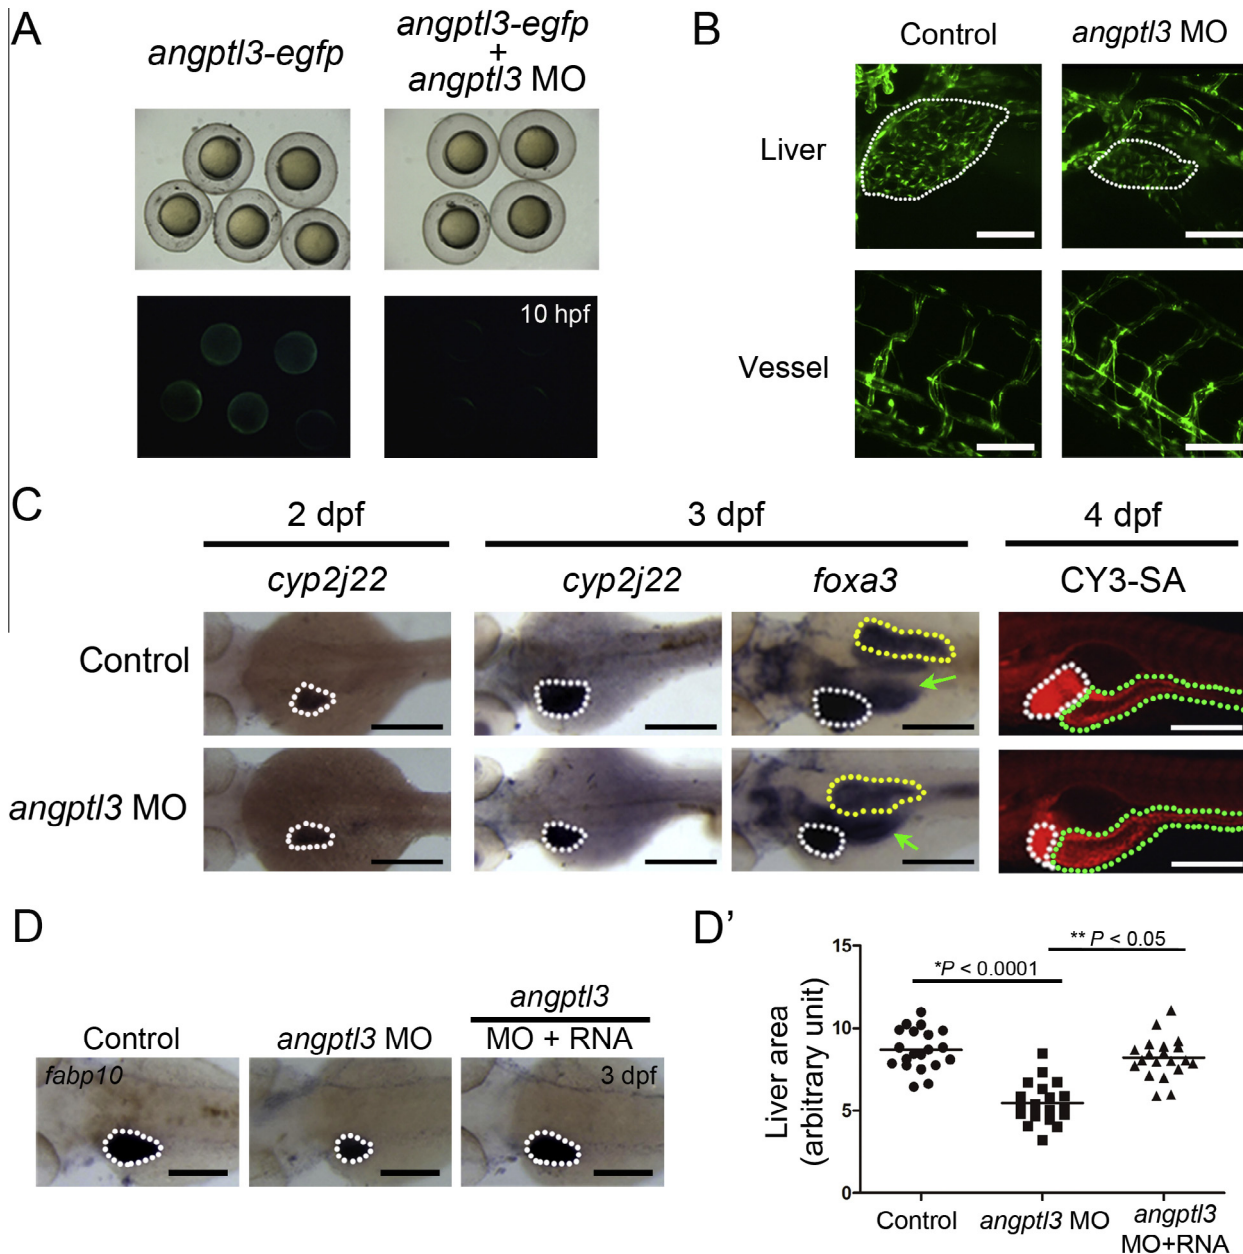 A
angptl3-egfp
angptl3-egfp
+
angptl3 MO
10 hpf
B
Control
angptl3 MO
Liver
Vessel
C
2 dpf
3 dpf
4 dpf
cyp2j22
cyp2j22
foxa3
CY3-SA
Control
angptl3 MO
D
Control
angptl3 MO
angptl3
MO + RNA
fabp10
3 dpf
D'
Liver area
(arbitrary unit)
15
10
5
0
*P < 0.0001
** P < 0.05
Control
angptl3 MO
angptl3
MO+RNA